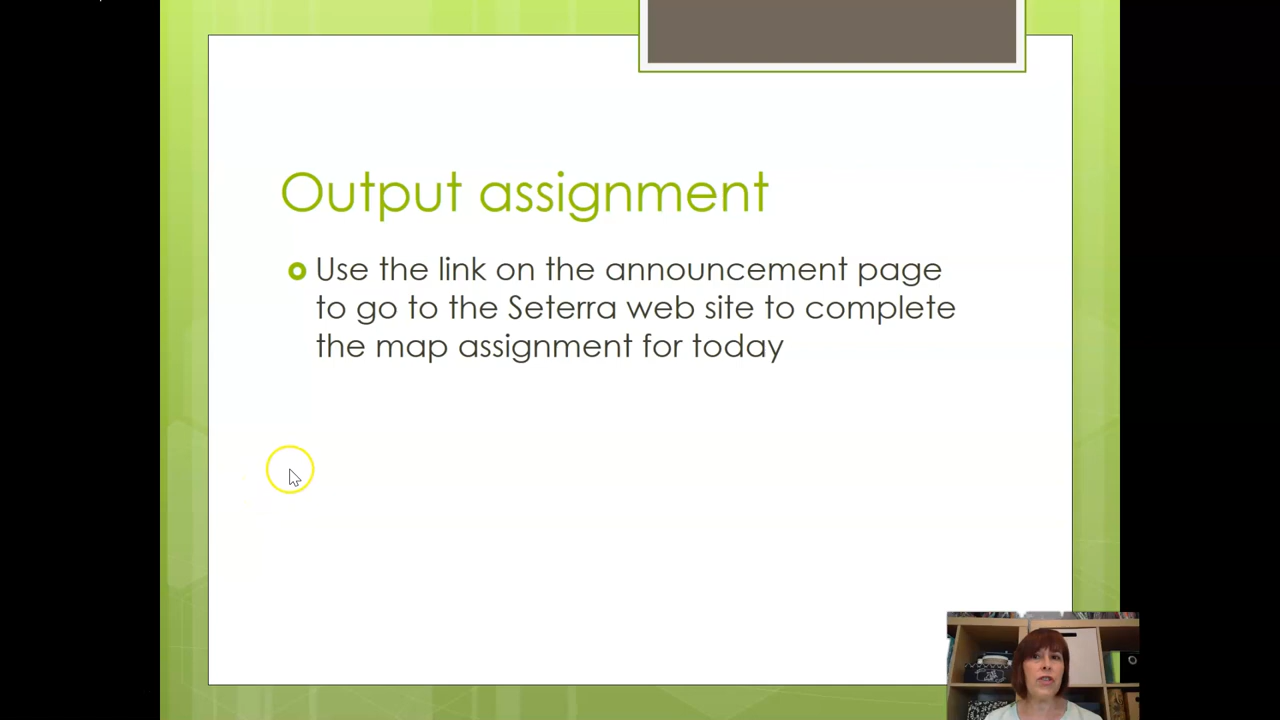 Output assignment
Use the link on the announcement page
to go to the Seterra web site to complete
the map assignment for today